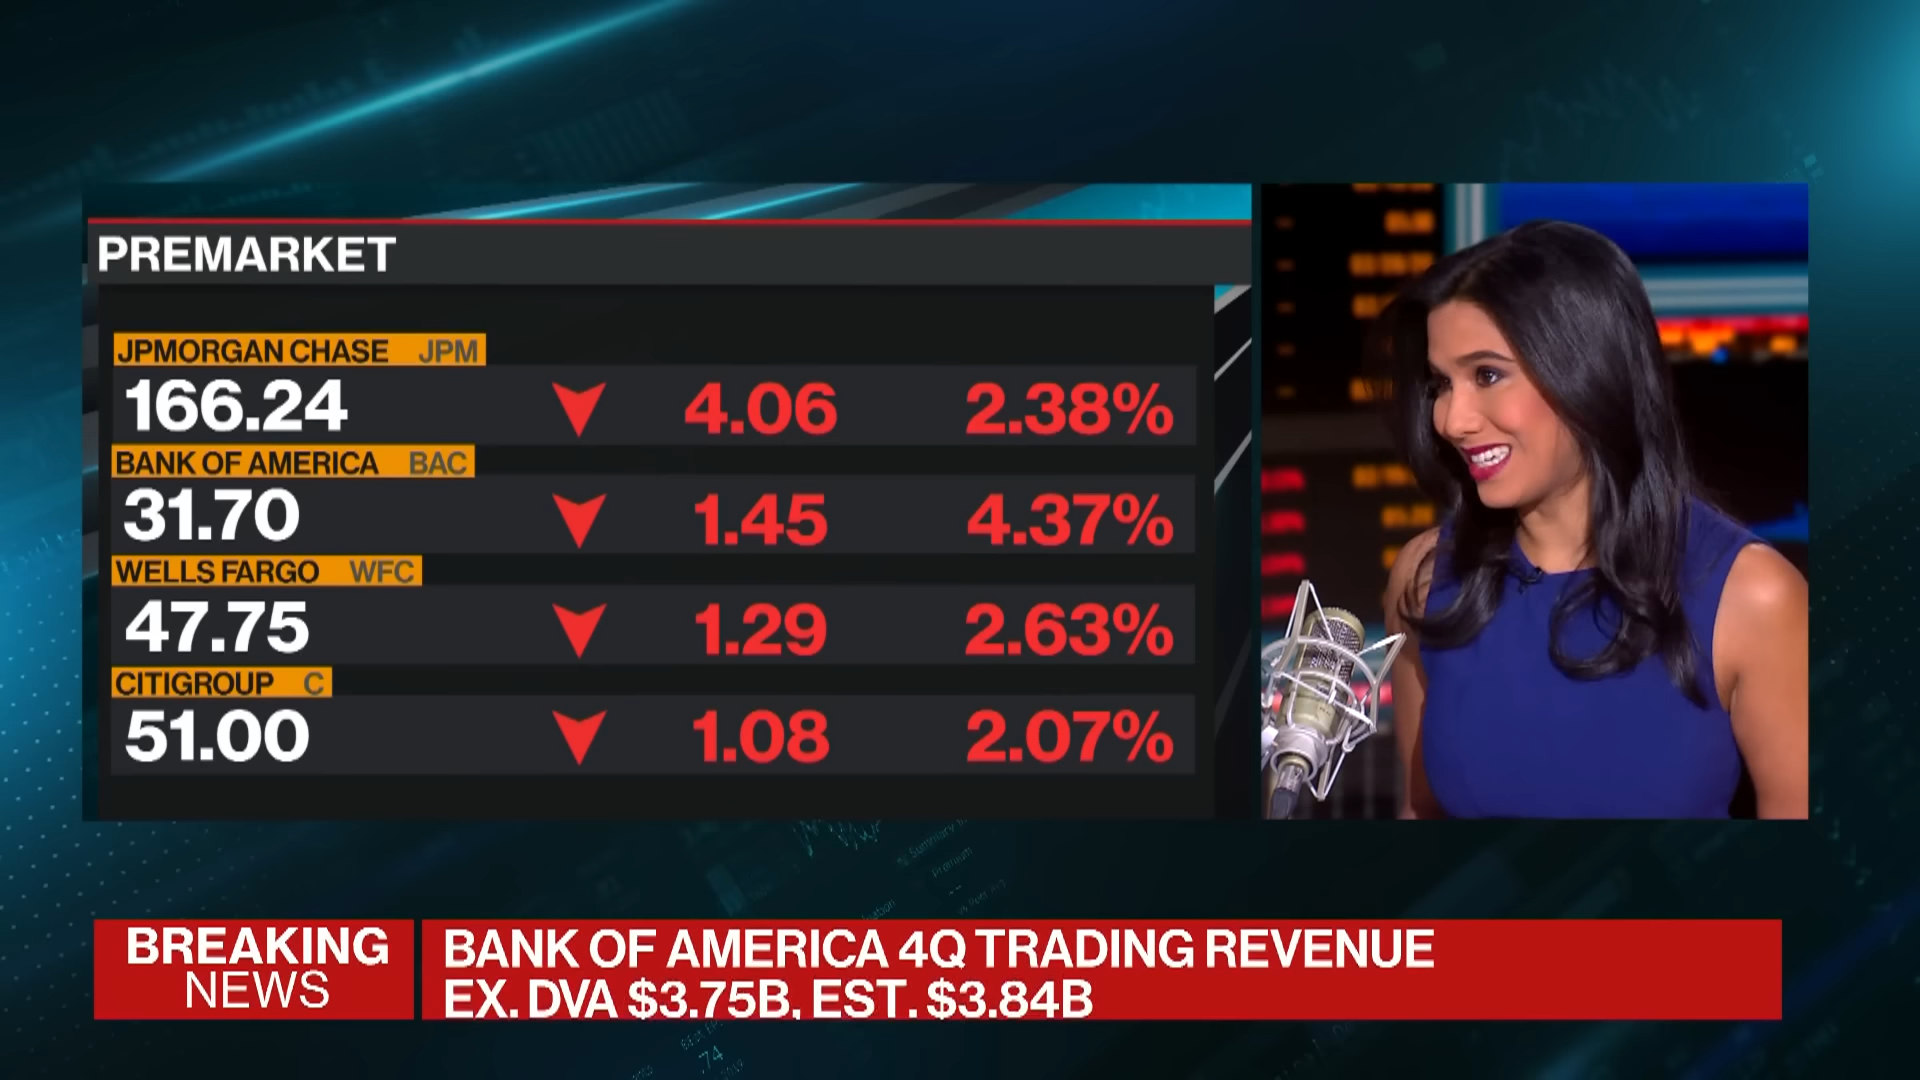 PREMARKET
JPMORGAN CHASE JPM
166.24 4.06 2.38%
BANK OF AMERICA BAC
31.70 1.45 4.37%
WELLS FARGO WFC
47.75 1.29 2.63%
CITIGROUP C
51.00 1.08 2.07%
Premium
BREAKING
NEWS
BANK OF AMERICA 4Q TRADING REVENUE
EX. DVA $3.75B, EST. $3.84B
74